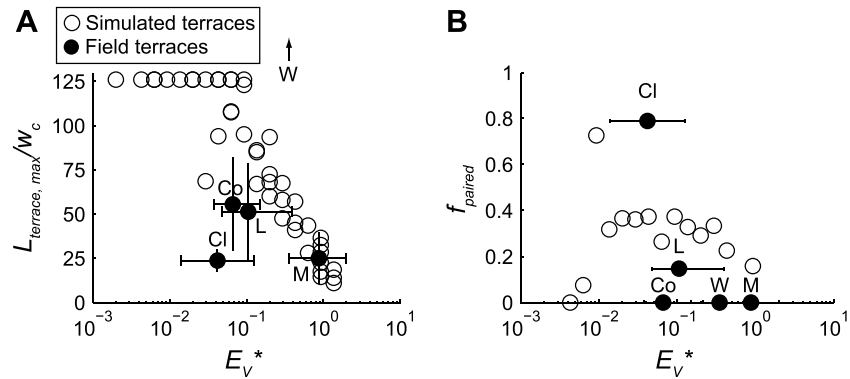 A
Simulated terraces
Field terraces
W
L_terrace, max/w_c
125
100
75
50
25
0
Co
L
Cl
M
10^−3
10^−2
10^−1
10^0
10^1
E_V*
B
f_paired
1
0.8
0.6
0.4
0.2
0
Cl
L
Co W M
10^−3
10^−2
10^−1
10^0
10^1
E_V*